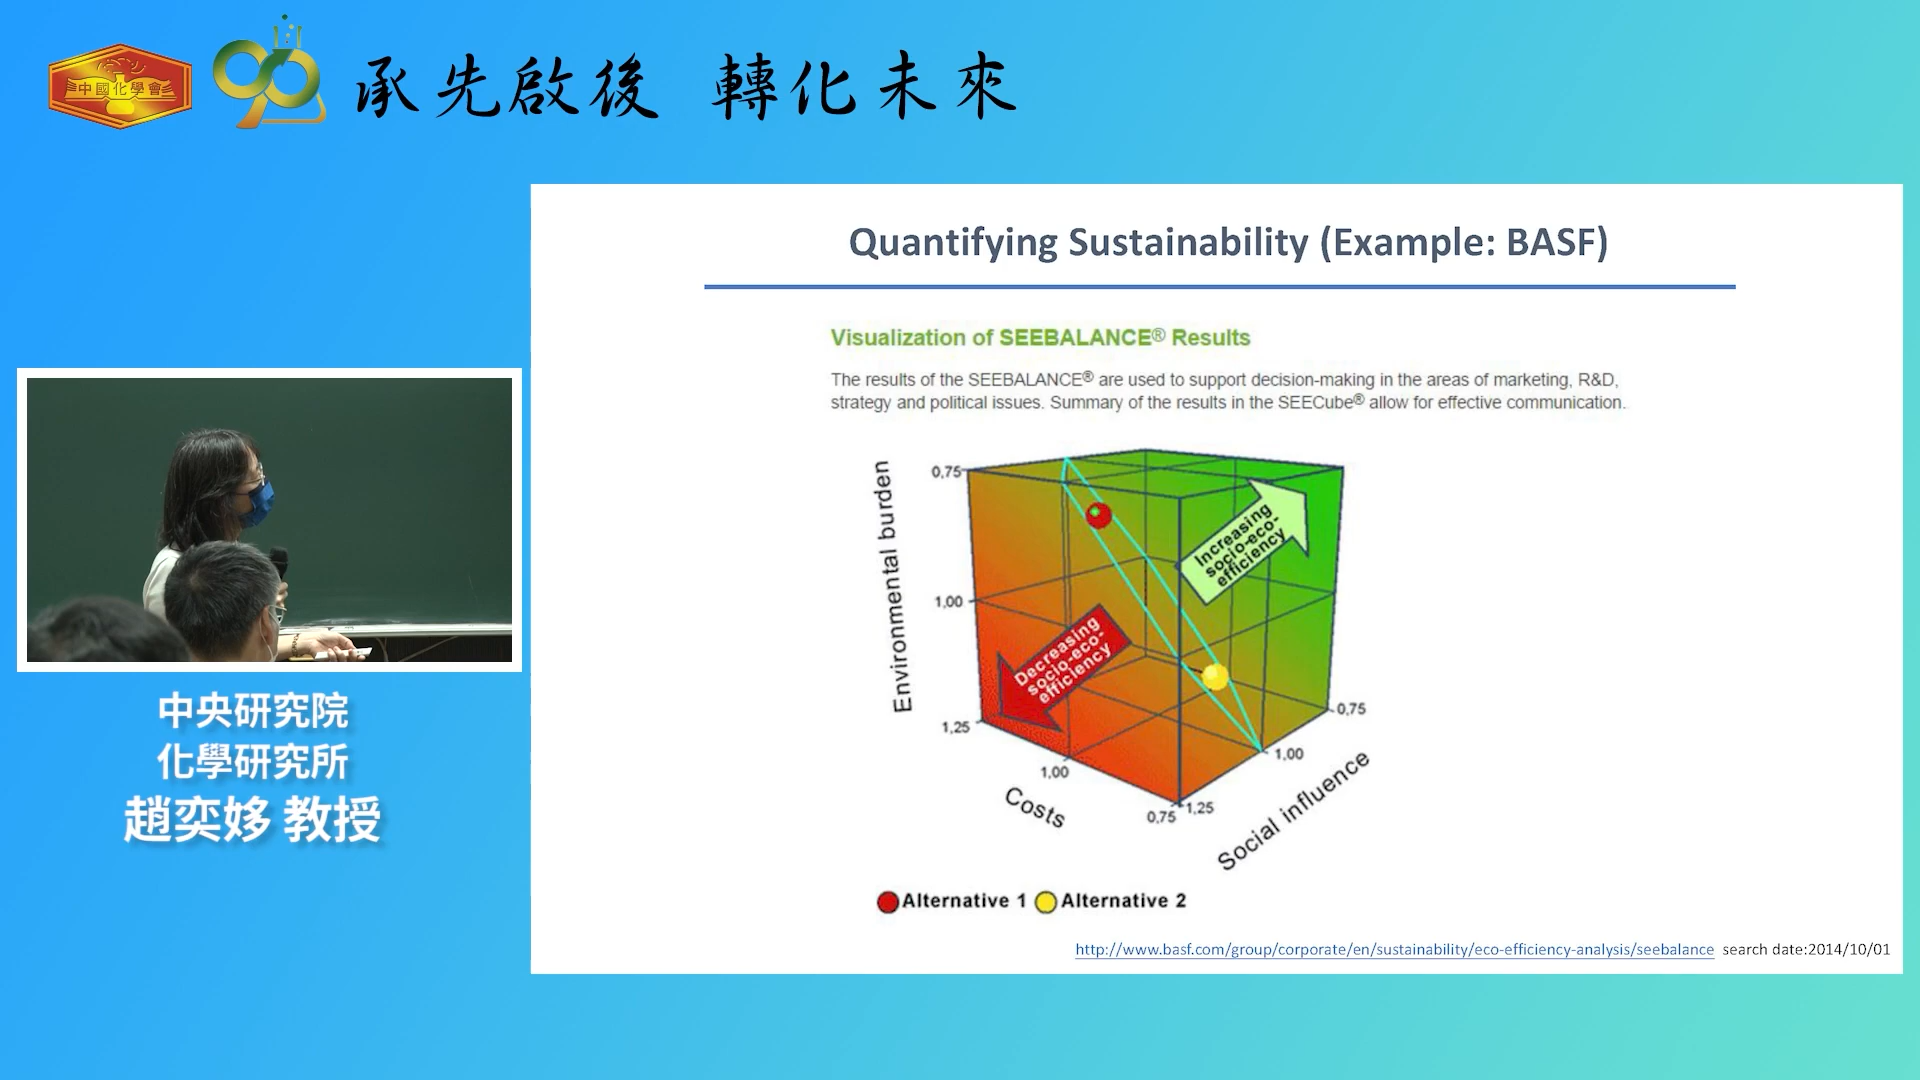 中國化學會
90
承先啟後 轉化未來
Quantifying Sustainability (Example: BASF)
Visualization of SEEBALANCE® Results
The results of the SEEBALANCE® are used to support decision-making in the areas of marketing, R&D,
strategy and political issues. Summary of the results in the SEECube® allow for effective communication.
Environmental burden
0,75
1,00
1,25
Increasing
socio-eco-
efficiency
Decreasing
socio-eco-
efficiency
Costs
1,00
0,75
Social influence
1,25
1,00
0,75
Alternative 1
Alternative 2
http://www.basf.com/group/corporate/en/sustainability/eco-efficiency-analysis/seebalance search date:2014/10/01
中央研究院
化學研究所
趙奕姼 教授